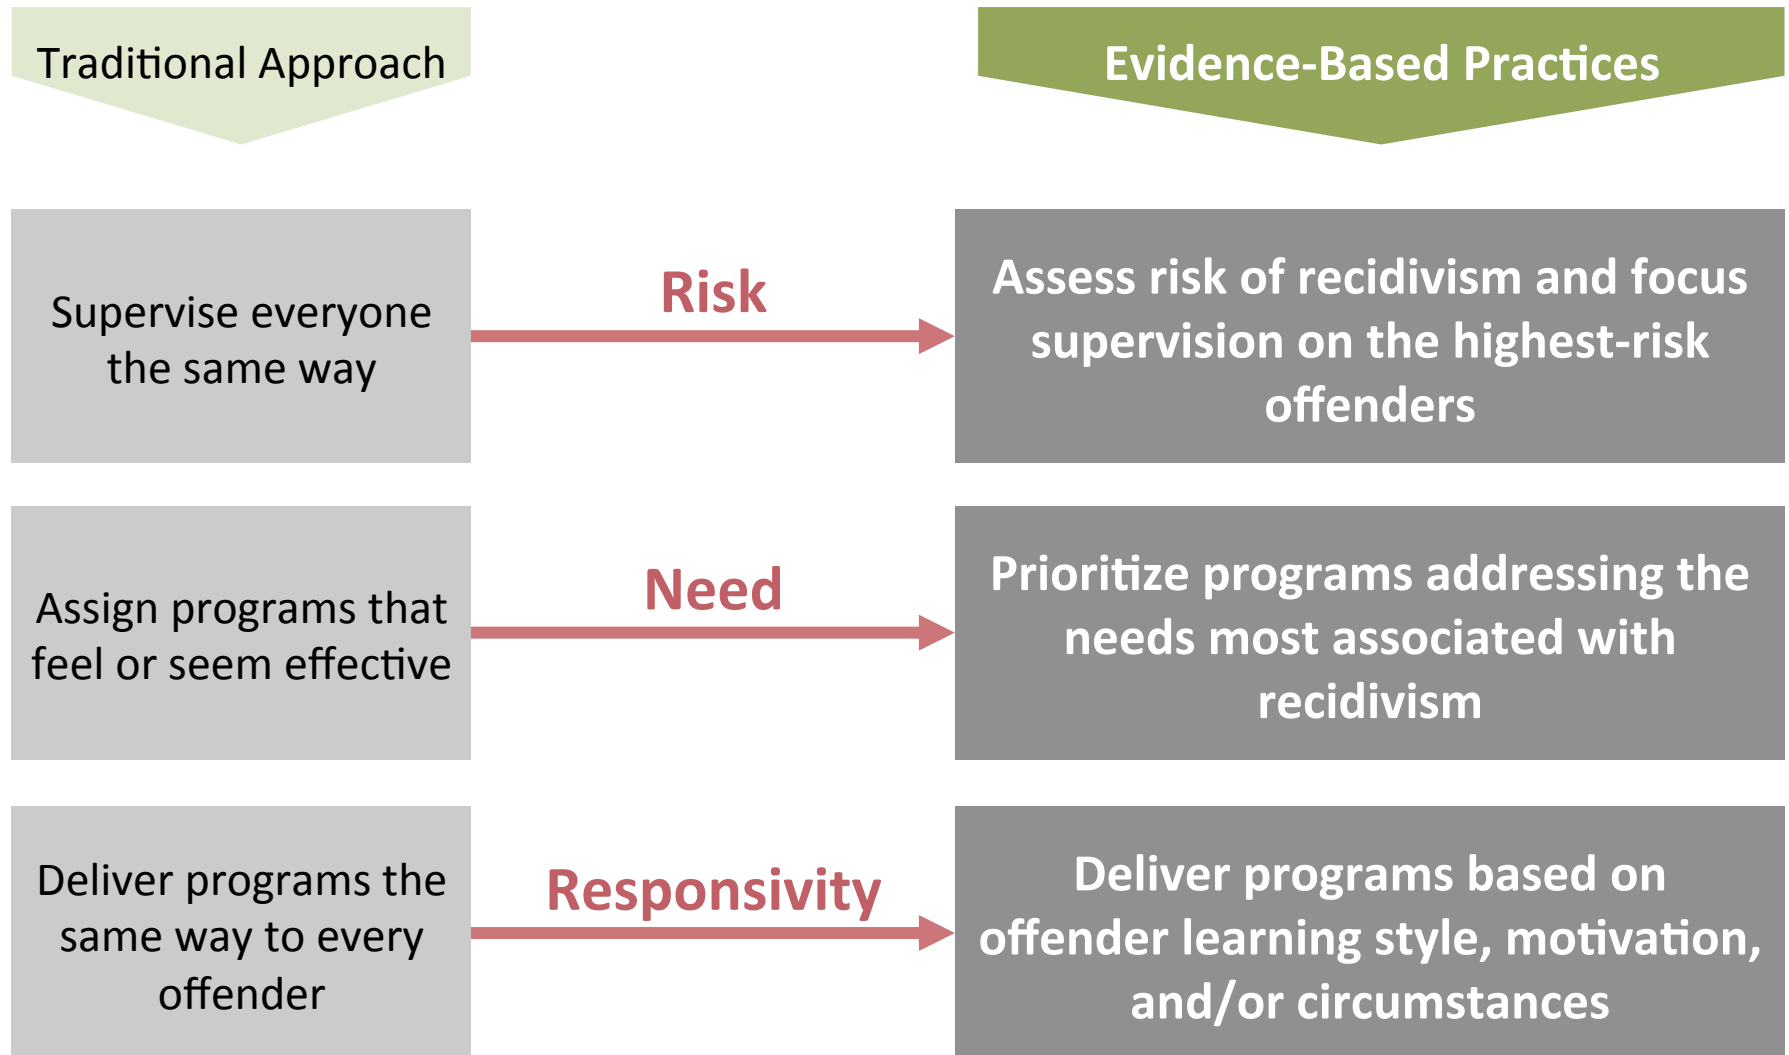 Traditional Approach
Evidence-Based Practices
Supervise everyone
the same way
Risk
Assess risk of recidivism and focus
supervision on the highest-risk
offenders
Assign programs that
feel or seem effective
Need
Prioritize programs addressing the
needs most associated with
recidivism
Deliver programs the
same way to every
offender
Responsivity
Deliver programs based on
offender learning style, motivation,
and/or circumstances